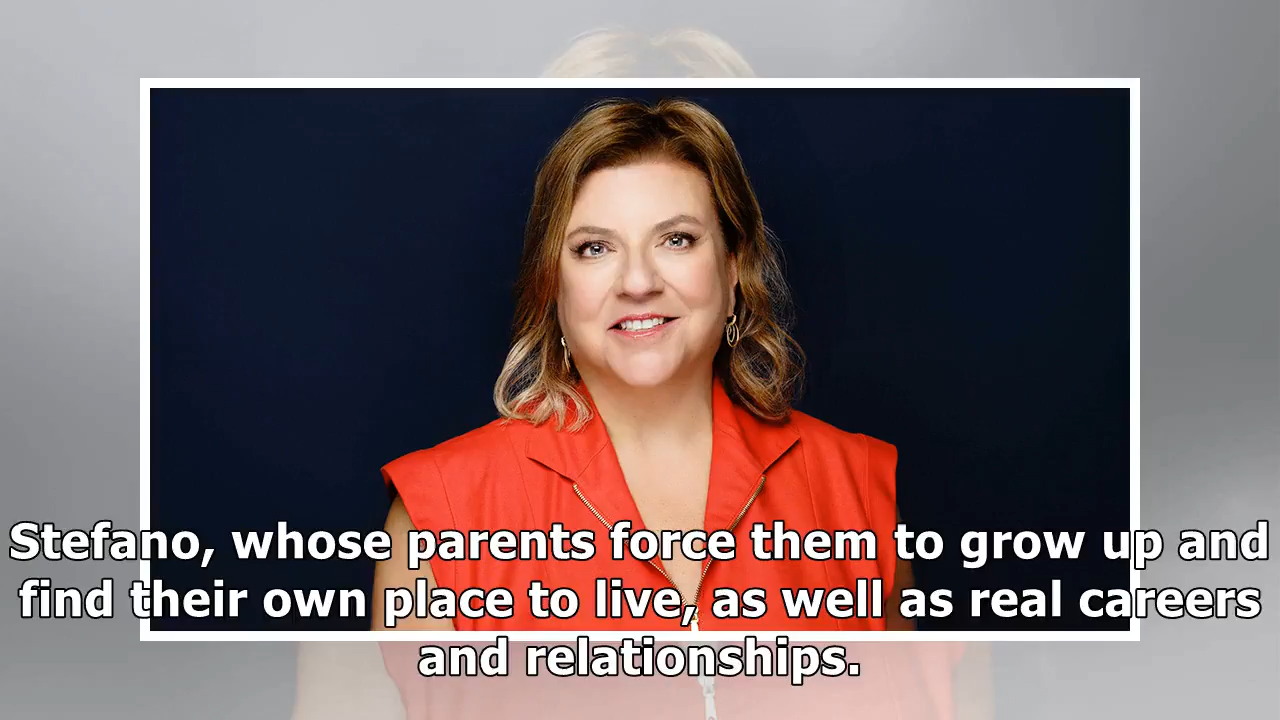 Stefano, whose parents force them to grow up and
find their own place to live, as well as real careers
and relationships.